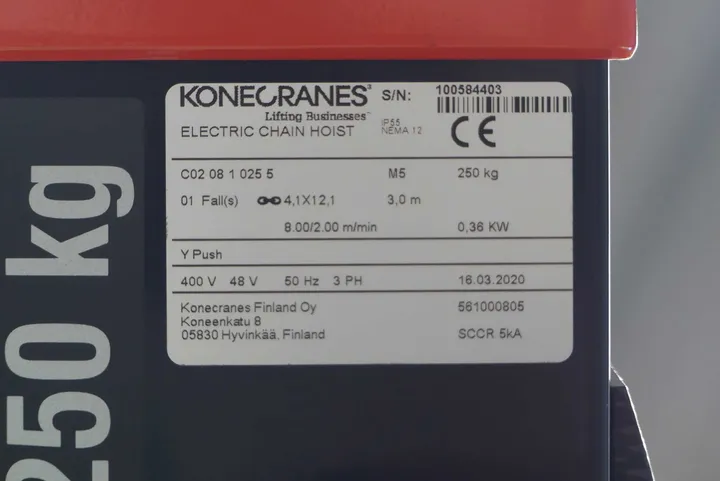 KONECRANES® S/N: 100584403
Lifting Businesses™
ELECTRIC CHAIN HOIST IP55
NEMA 12 CE
C02 08 1 025 5 M5 250 kg
01 Fall(s) 4,1X12,1 3,0 m
8.00/2.00 m/min 0,36 KW
Y Push
400 V 48 V 50 Hz 3 PH 16.03.2020
Konecranes Finland Oy 561000805
Koneenkatu 8
05830 Hyvinkää, Finland SCCR 5kA
250 kg